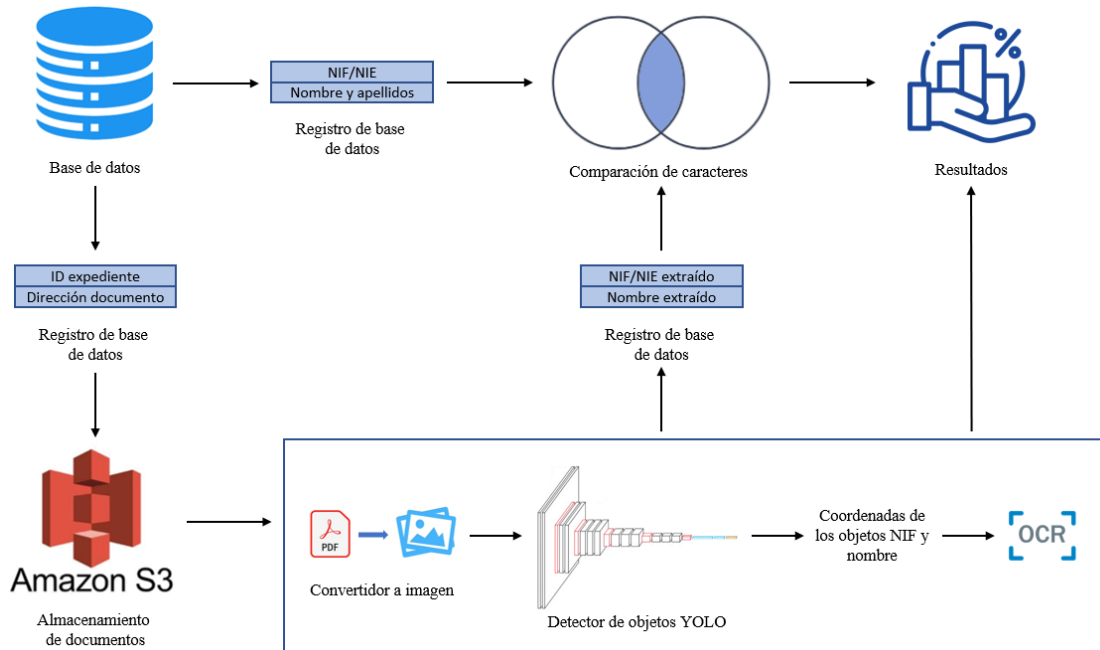 NIF/NIE
Nombre y apellidos
Registro de base
de datos
Base de datos
Comparación de caracteres
%
Resultados
ID expediente
Dirección documento
Registro de base
de datos
NIF/NIE extraído
Nombre extraído
Registro de base
de datos
Amazon S3
Almacenamiento
de documentos
PDF
Convertidor a imagen
Detector de objetos YOLO
Coordenadas de
los objetos NIF y
nombre
OCR